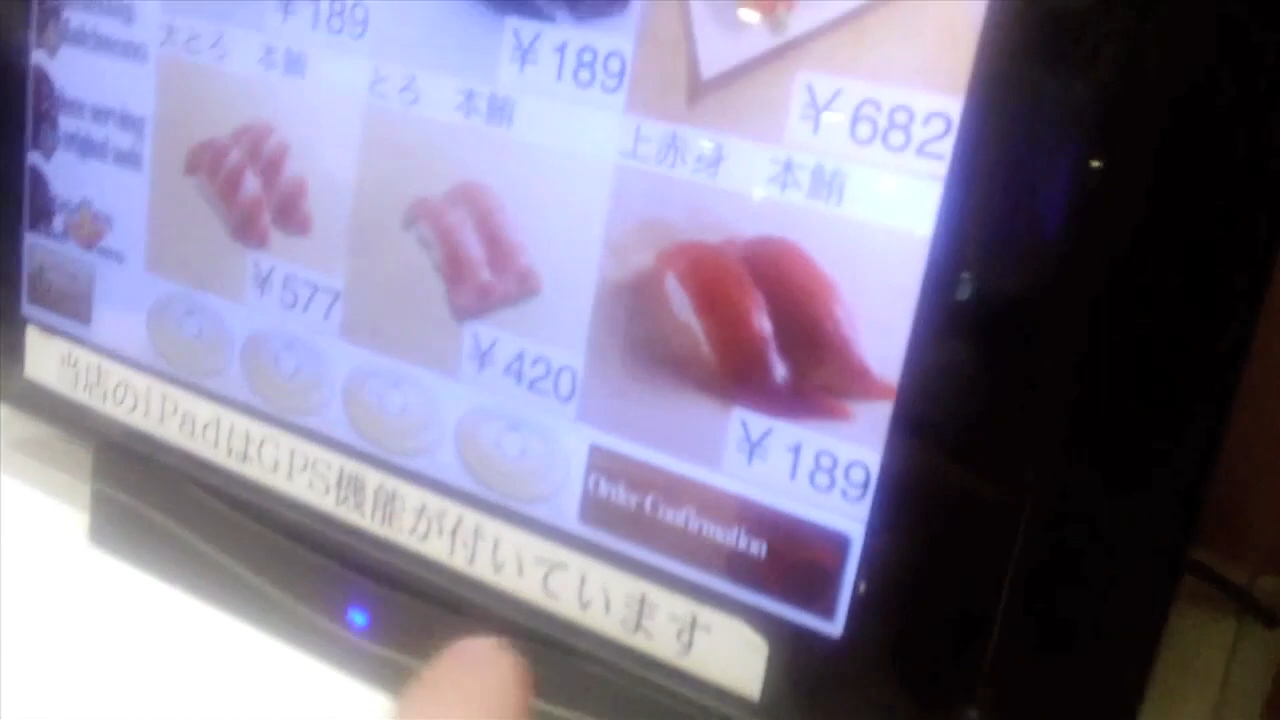 ¥189
¥189
¥682
大とろ 本鮪
とろ 本鮪
上赤身 本鮪
¥577
¥420
¥189
Order Confirmation
当店のiPadはGPS機能が付いています